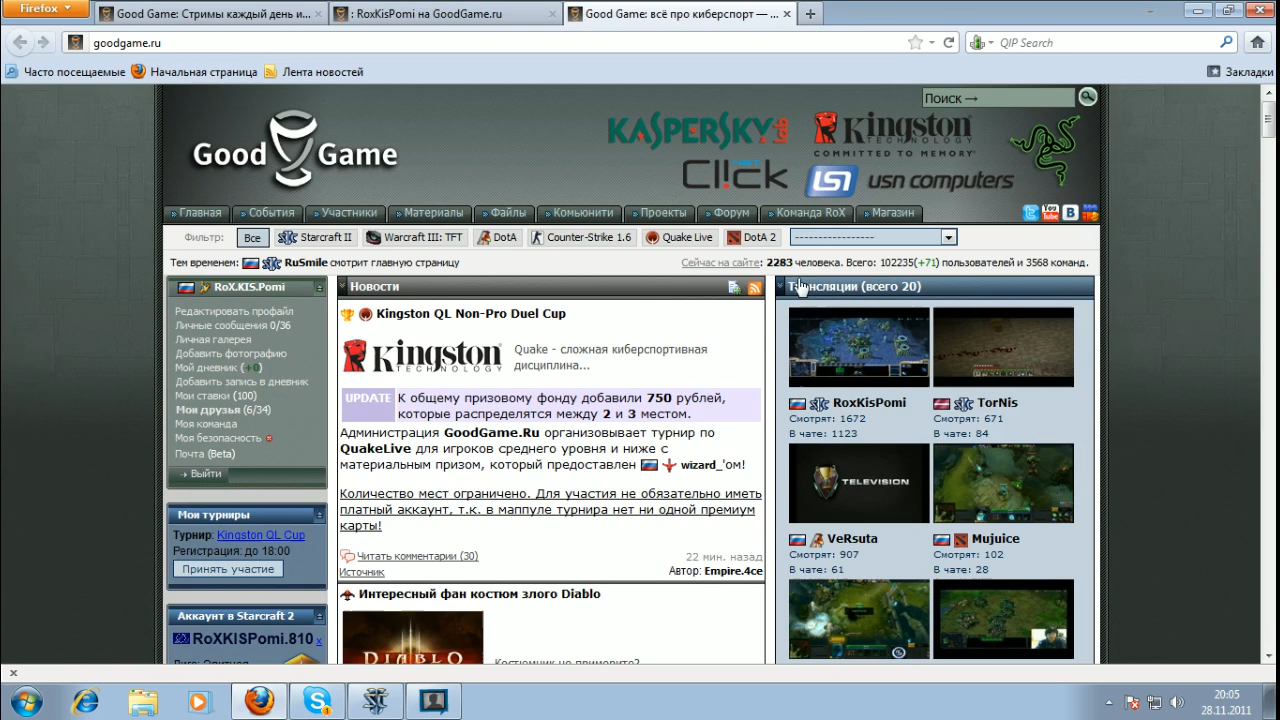 Firefox
Good Game: Стримы каждый день и...
: RoxKisPomi на GoodGame.ru
Good Game: всё про киберспорт — ...
goodgame.ru
QIP Search
Часто посещаемые
Начальная страница
Лента новостей
Закладки
Поиск →
Good Game
KASPERSKY lab
Kingston
TECHNOLOGY
COMMITTED TO MEMORY
CL!CK
USN usn computers
» Главная
» События
» Участники
» Материалы
» Файлы
» Комьюнити
» Проекты
» Форум
» Команда RoX
» Магазин
Фильтр:
Все
Starcraft II
Warcraft III: TFT
DotA
Counter-Strike 1.6
Quake Live
DotA 2
-----------------
Тем временем: RuSmile смотрит главную страницу
Сейчас на сайте: 2283 человека. Всего: 102235(+71) пользователей и 3568 команд.
RoX.KIS.Pomi
Редактировать профайл
Личные сообщения 0/36
Личная галерея
Добавить фотографию
Мой дневник (+0)
Добавить запись в дневник
Мои ставки (100)
Мои друзья (6/34)
Моя команда
Моя безопасность
Почта (Beta)
→ Выйти
Мои турниры
Турнир: Kingston QL Cup
Регистрация: до 18:00
Принять участие
Аккаунт в Starcraft 2
RoXKISPomi.810 x
Новости
Kingston QL Non-Pro Duel Cup
Kingston
TECHNOLOGY
Quake - сложная киберспортивная
дисциплина...
UPDATE
К общему призовому фонду добавили 750 рублей,
которые распределятся между 2 и 3 местом.
Администрация GoodGame.Ru организовывает турнир по
QuakeLive для игроков среднего уровня и ниже с
материальным призом, который предоставлен wizard_'ом!
Количество мест ограничено. Для участия не обязательно иметь
платный аккаунт, т.к. в маппуле турнира нет ни одной премиум
карты!
Читать комментарии (30)
22 мин. назад
Источник
Автор: Empire.4ce
Интересный фан костюм злого Diablo
DIABLO
Костюмчик не примерите?
Трансляции (всего 20)
RoxKisPomi
Смотрят: 1672
В чате: 1123
TorNis
Смотрят: 671
В чате: 84
TELEVISION
VeRsuta
Смотрят: 907
В чате: 61
Mujuice
Смотрят: 102
В чате: 28
20:05
28.11.2011